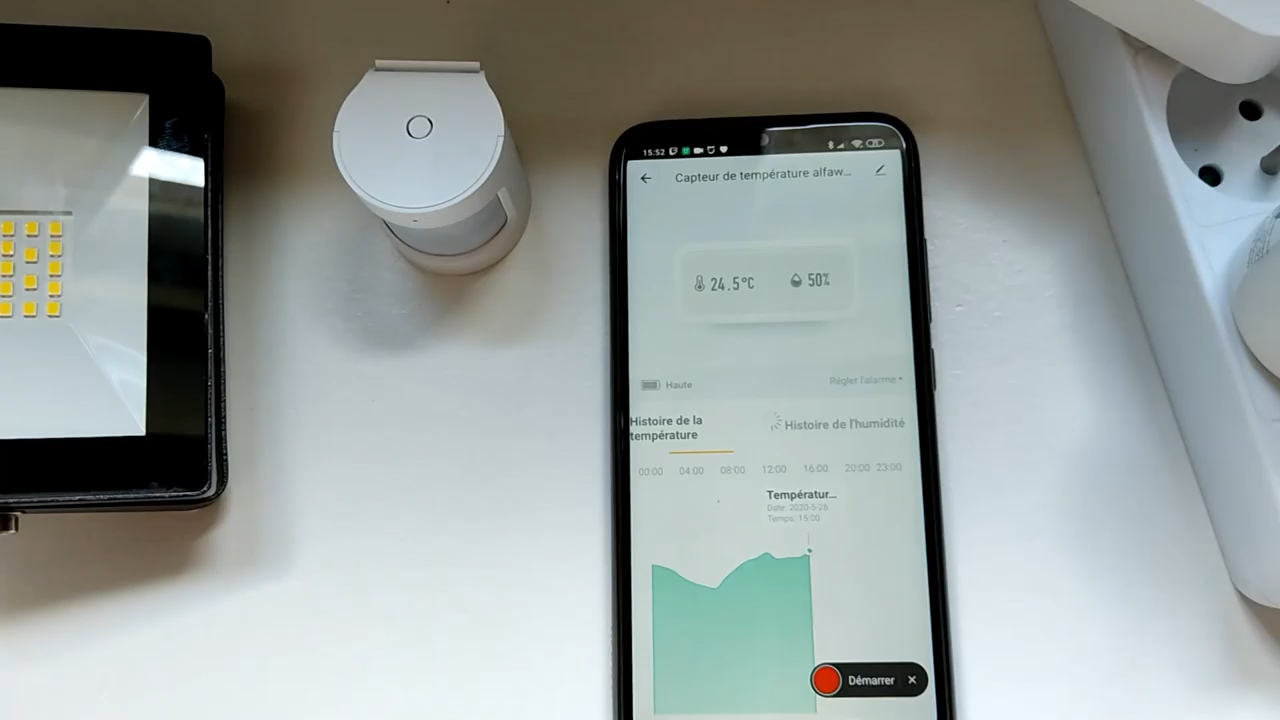 15:52
Capteur de température alfaw...
24.5°C 50%
Haute
Régler l'alarme
Histoire de la
température
Histoire de l'humidité
00:00 04:00 08:00 12:00 16:00 20:00 23:00
Températur...
Date: 2020-5-26
Temps: 15:00
Démarrer